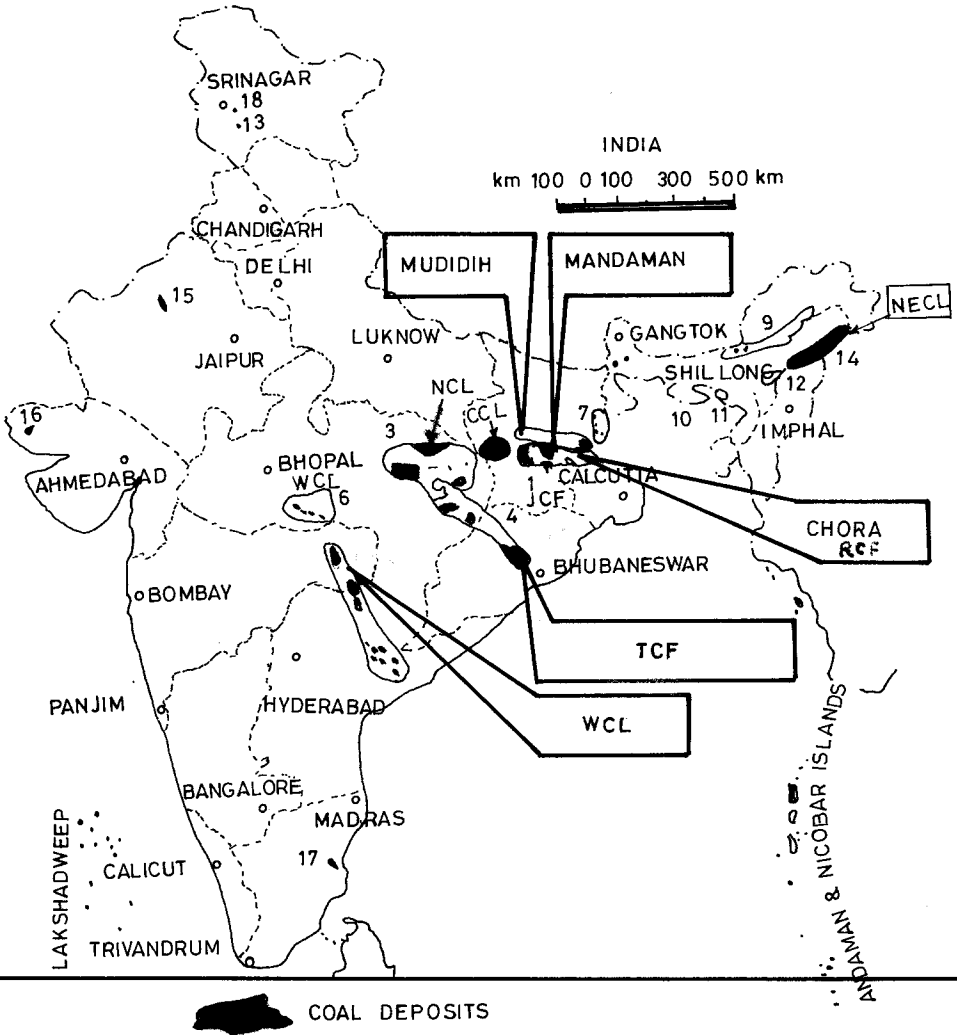 SRINAGAR
18
13
INDIA
km 100 0 100 300 500 km
CHANDIGARH
DELHI
MUDIDIH
MANDAMAN
15
JAIPUR
LUKNOW
GANGTOK
9
NECL
SHILLONG
14
12
NCL
CCL
7
10
11
IMPHAL
16
3
AHMEDABAD
BHOPAL
WCL
6
1
CALCUTTA
JCF
4
CHORA
RCF
BHUBANESWAR
BOMBAY
TCF
PANJIM
HYDERABAD
WCL
BANGALORE
MADRAS
LAKSHADWEEP
CALICUT
17
TRIVANDRUM
ANDAMAN & NICOBAR ISLANDS
COAL DEPOSITS